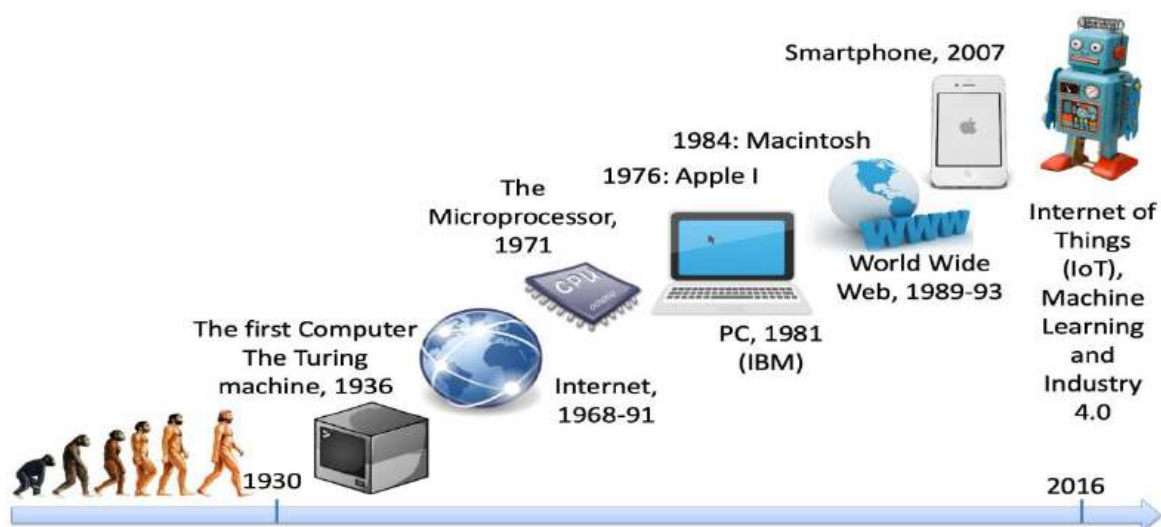 Smartphone, 2007
1984: Macintosh
1976: Apple I
The
Microprocessor,
1971
CPU
WWW
World Wide
Web, 1989-93
Internet of
Things
(IoT),
Machine
Learning
and
Industry
4.0
PC, 1981
(IBM)
The first Computer
The Turing
machine, 1936
Internet,
1968-91
>_
1930
2016